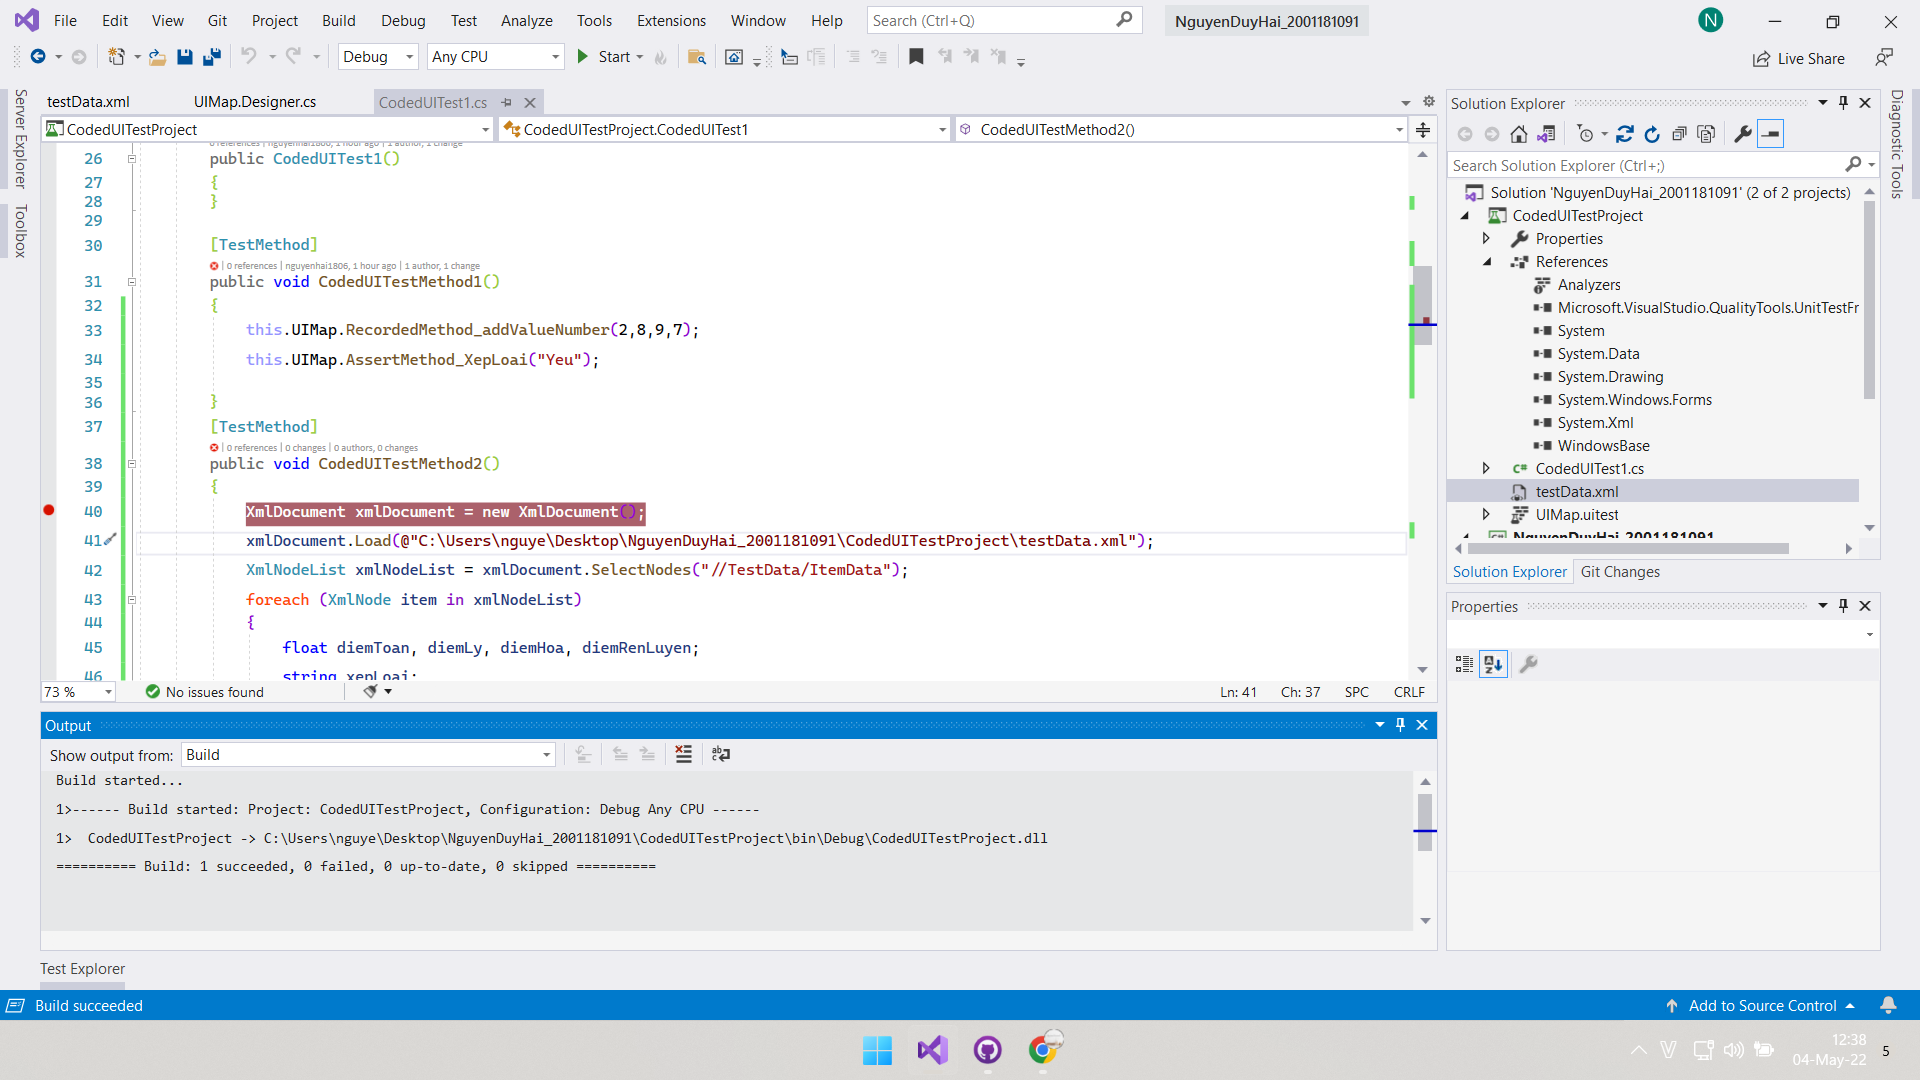 File Edit View Git Project Build Debug Test Analyze Tools Extensions Window Help Search (Ctrl+Q) NguyenDuyHai_2001181091 N
Debug Any CPU Start Live Share
Server Explorer
Toolbox
testData.xml UIMap.Designer.cs CodedUITest1.cs
CodedUITestProject CodedUITestProject.CodedUITest1 CodedUITestMethod2()
0 references | nguyenhai1806, 1 hour ago | 1 author, 1 change
26 public CodedUITest1()
27 {
28 }
29
30 [TestMethod]
0 references | nguyenhai1806, 1 hour ago | 1 author, 1 change
31 public void CodedUITestMethod1()
32 {
33 this.UIMap.RecordedMethod_addValueNumber(2,8,9,7);
34 this.UIMap.AssertMethod_XepLoai("Yeu");
35
36 }
37 [TestMethod]
0 references | 0 changes | 0 authors, 0 changes
38 public void CodedUITestMethod2()
39 {
40 XmlDocument xmlDocument = new XmlDocument();
41 xmlDocument.Load(@"C:\Users\nguye\Desktop\NguyenDuyHai_2001181091\CodedUITestProject\testData.xml");
42 XmlNodeList xmlNodeList = xmlDocument.SelectNodes("//TestData/ItemData");
43 foreach (XmlNode item in xmlNodeList)
44 {
45 float diemToan, diemLy, diemHoa, diemRenLuyen;
46 string xepLoai;
73 % No issues found Ln: 41 Ch: 37 SPC CRLF
Output
Show output from: Build
Build started...
1>------ Build started: Project: CodedUITestProject, Configuration: Debug Any CPU ------
1>  CodedUITestProject -> C:\Users\nguye\Desktop\NguyenDuyHai_2001181091\CodedUITestProject\bin\Debug\CodedUITestProject.dll
========== Build: 1 succeeded, 0 failed, 0 up-to-date, 0 skipped ==========
Test Explorer
Solution Explorer
Search Solution Explorer (Ctrl+;)
Solution 'NguyenDuyHai_2001181091' (2 of 2 projects)
CodedUITestProject
Properties
References
Analyzers
Microsoft.VisualStudio.QualityTools.UnitTestFr
System
System.Data
System.Drawing
System.Windows.Forms
System.Xml
WindowsBase
C# CodedUITest1.cs
testData.xml
UIMap.uitest
NguyenDuyHai_2001181091
Solution Explorer Git Changes
Properties
Diagnostic Tools
Build succeeded Add to Source Control
12:38
04-May-22 5